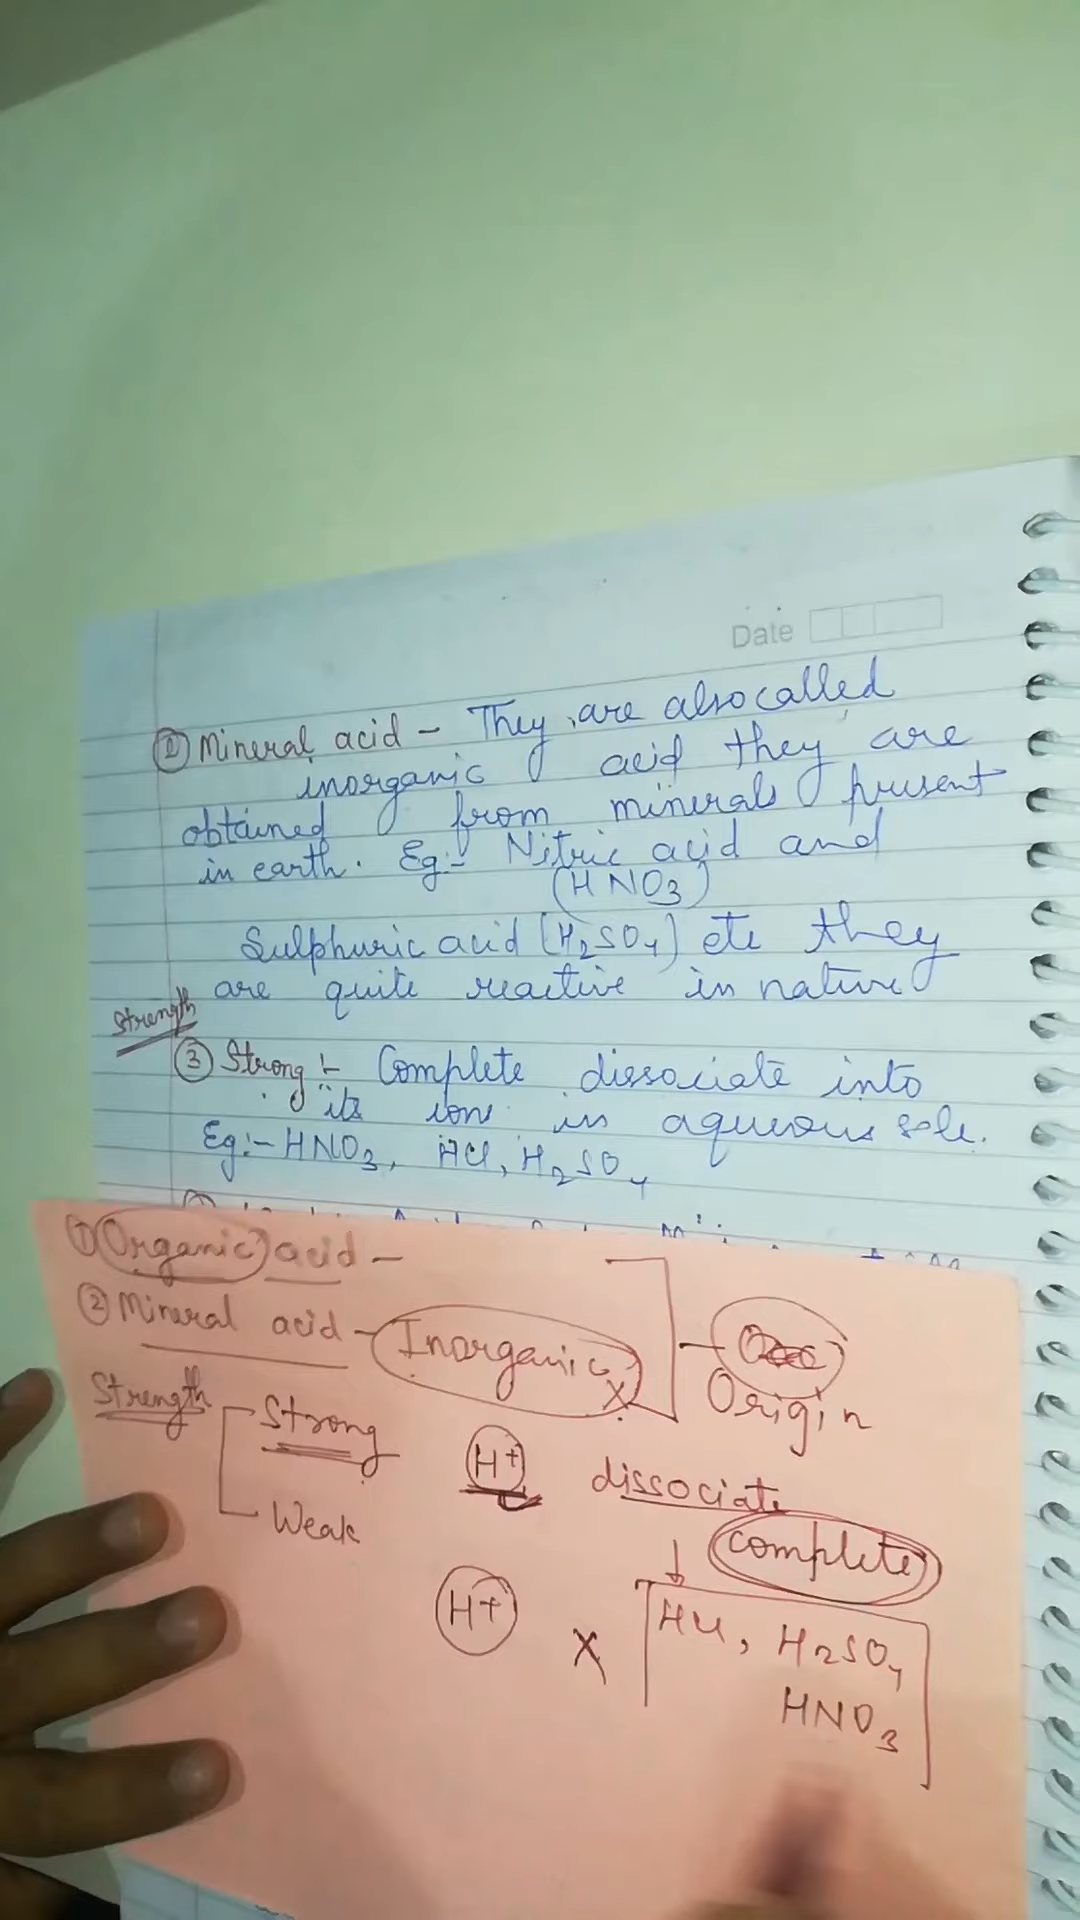 Date
② Mineral acid - They are also called
inorganic acid they are
obtained from minerals present
in earth. Eg:- Nitric acid and
(HNO3)
Sulphuric acid (H2SO4) etc they
are quite reactive in nature
Strength
③ Strong :- Complete dissociate into
its ions in aqueous soln.
Eg:- HNO3, HCl, H2SO4
① Organic acid -
② Mineral acid - Inorganic
Origin
Strength
Strong
H+ dissociate
Weak
complete
H+ X HCl, H2SO4
HNO3